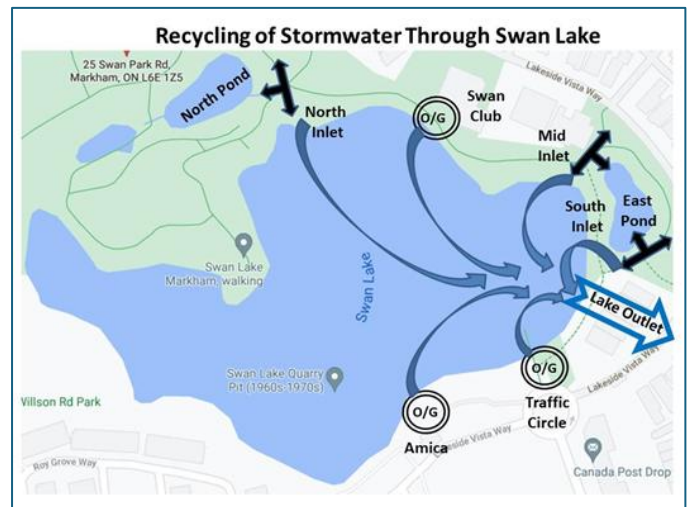 Recycling of Stormwater Through Swan Lake
25 Swan Park Rd,
Markham, ON L6E 1Z5
North Pond
North
Inlet
O/G
Swan
Club
Lakeside Vista Way
Mid
Inlet
East
Pond
South
Inlet
Swan Lake
Markham, walking
Swan Lake
Lake Outlet
Swan Lake Quarry
Pit (1960s-1970s)
O/G
Traffic
Circle
Lakeside Vista Way
O/G
Amica
Lakeside Vista Way
Willson Rd Park
Roy Grove Way
Canada Post Drop